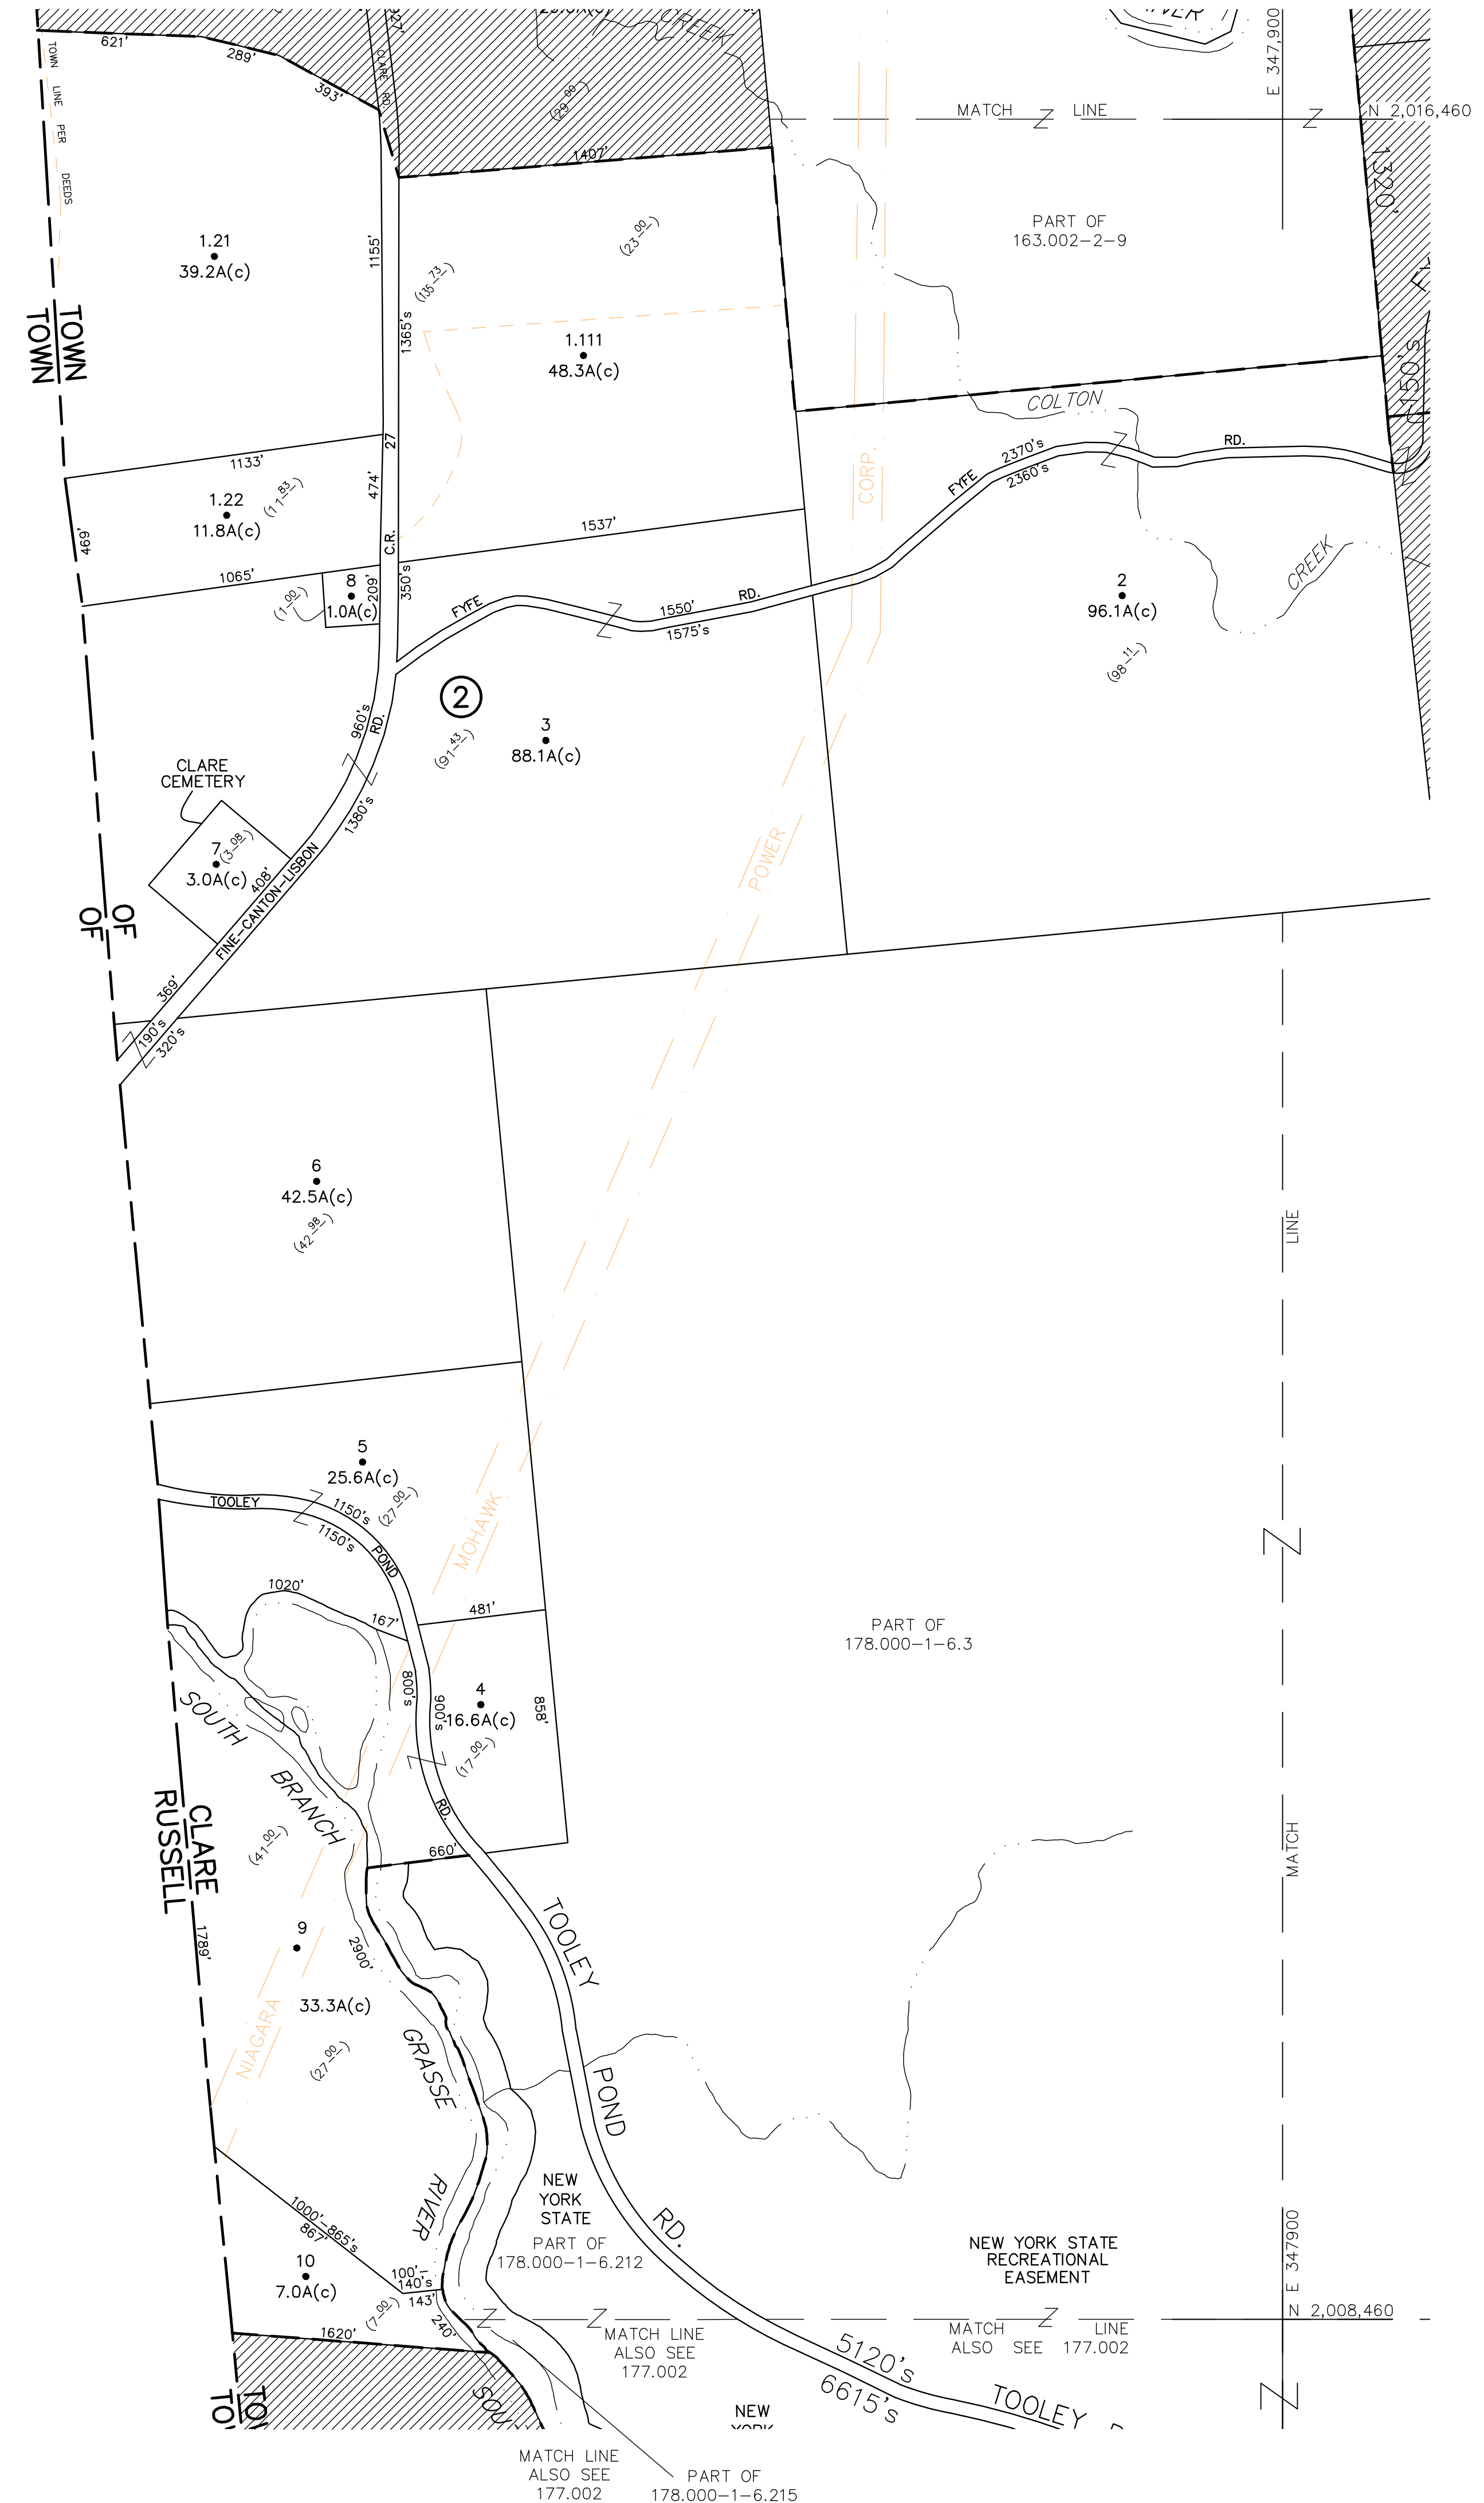 621'
289'
393'
CLARE RD.
CREEK
(29.00)
E 347,900
MATCH LINE
N 2,016,460
TOWN LINE PER DEEDS
1407'
1320'
1.21
39.2A(c)
1155'
(135.73)
(23.00)
PART OF
163.002-2-9
TOWN
TOWN
1365's
1.111
48.3A(c)
1150's
COLTON
1133'
27
474'
CORP.
FYFE
2370's
2360's
RD.
1.22
11.8A(c)
(11.83)
469'
C.R.
1537'
1065'
(1.00)
8
1.0A(c)
209'
350's
FYFE
1550'
1575's
RD.
2
96.1A(c)
(98.11)
CREEK
2
960's
RD.
1380's
(91.43)
3
88.1A(c)
CLARE
CEMETERY
7
(3.08)
3.0A(c)
408'
FINE-CANTON-LISBON
POWER
OF
OF
369'
190's
320's
6
42.5A(c)
(42.98)
LINE
5
25.6A(c)
(27.00)
TOOLEY
1150's
1150's
POND
MOHAWK
1020'
167'
481'
PART OF
178.000-1-6.3
800's
900's
4
16.6A(c)
858'
(17.00)
SOUTH
BRANCH
RD.
CLARE
RUSSELL
(41.00)
660'
MATCH
1789'
9
2900'
33.3A(c)
TOOLEY
NIAGARA
(27.00)
GRASSE
POND
RIVER
NEW
YORK
STATE
PART OF
178.000-1-6.212
RD.
NEW YORK STATE
RECREATIONAL
EASEMENT
E 347900
1000'-865's
867'
10
7.0A(c)
100'-
140's
143'
(7.00)
240'
1620'
N 2,008,460
MATCH LINE
ALSO SEE
177.002
MATCH LINE
ALSO SEE 177.002
5120's
6615's
TOOLEY
SOU
NEW
YORK
TO
TO
MATCH LINE
ALSO SEE
177.002
PART OF
178.000-1-6.215